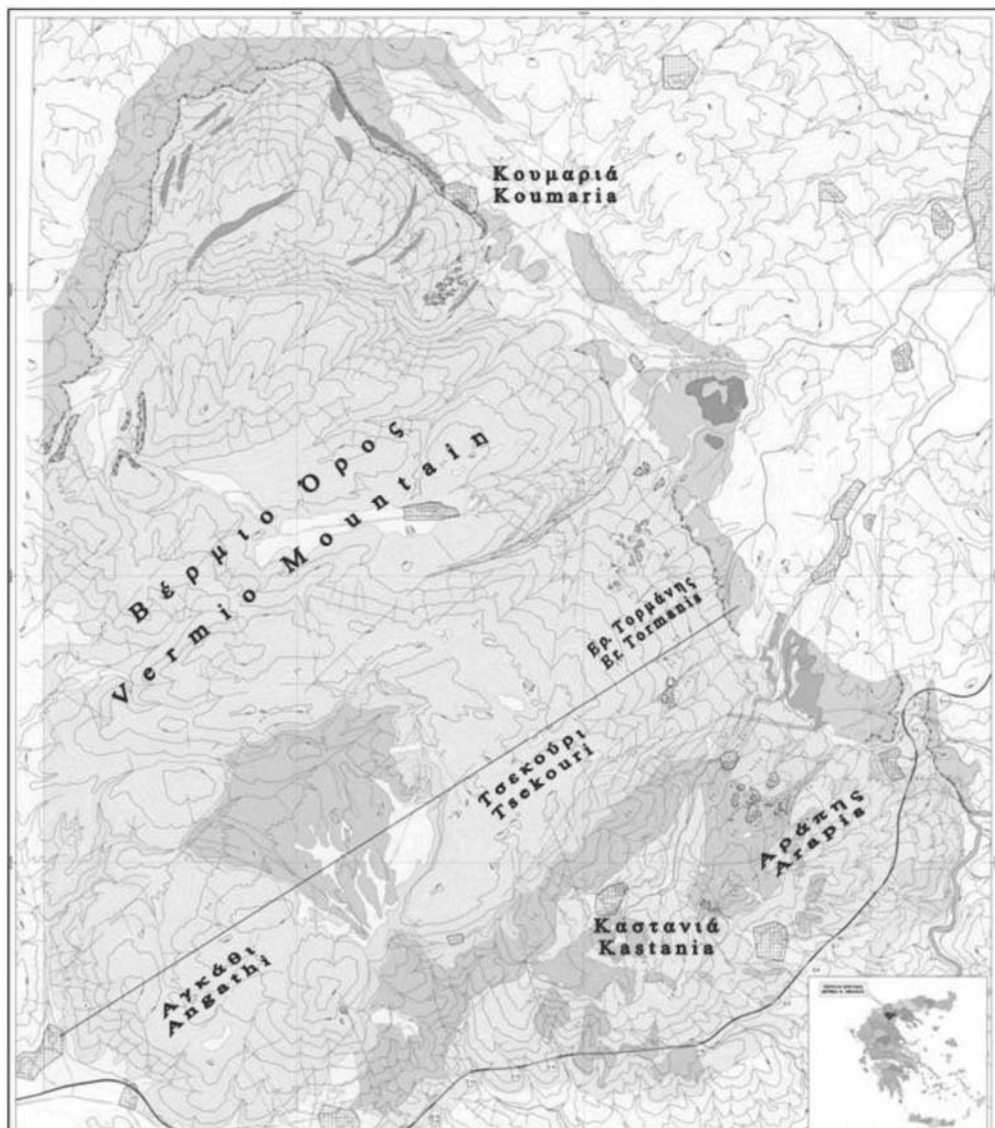 Κουμαριά
Koumaria
Βέρμιο Όρος
Vermio Mountain
Ερ. Τορμάνης
Er. Tormanis
Τσεκούρι
Tsekouri
Αράπης
Arapis
Καστανιά
Kastania
Αγκάθι
Angathi